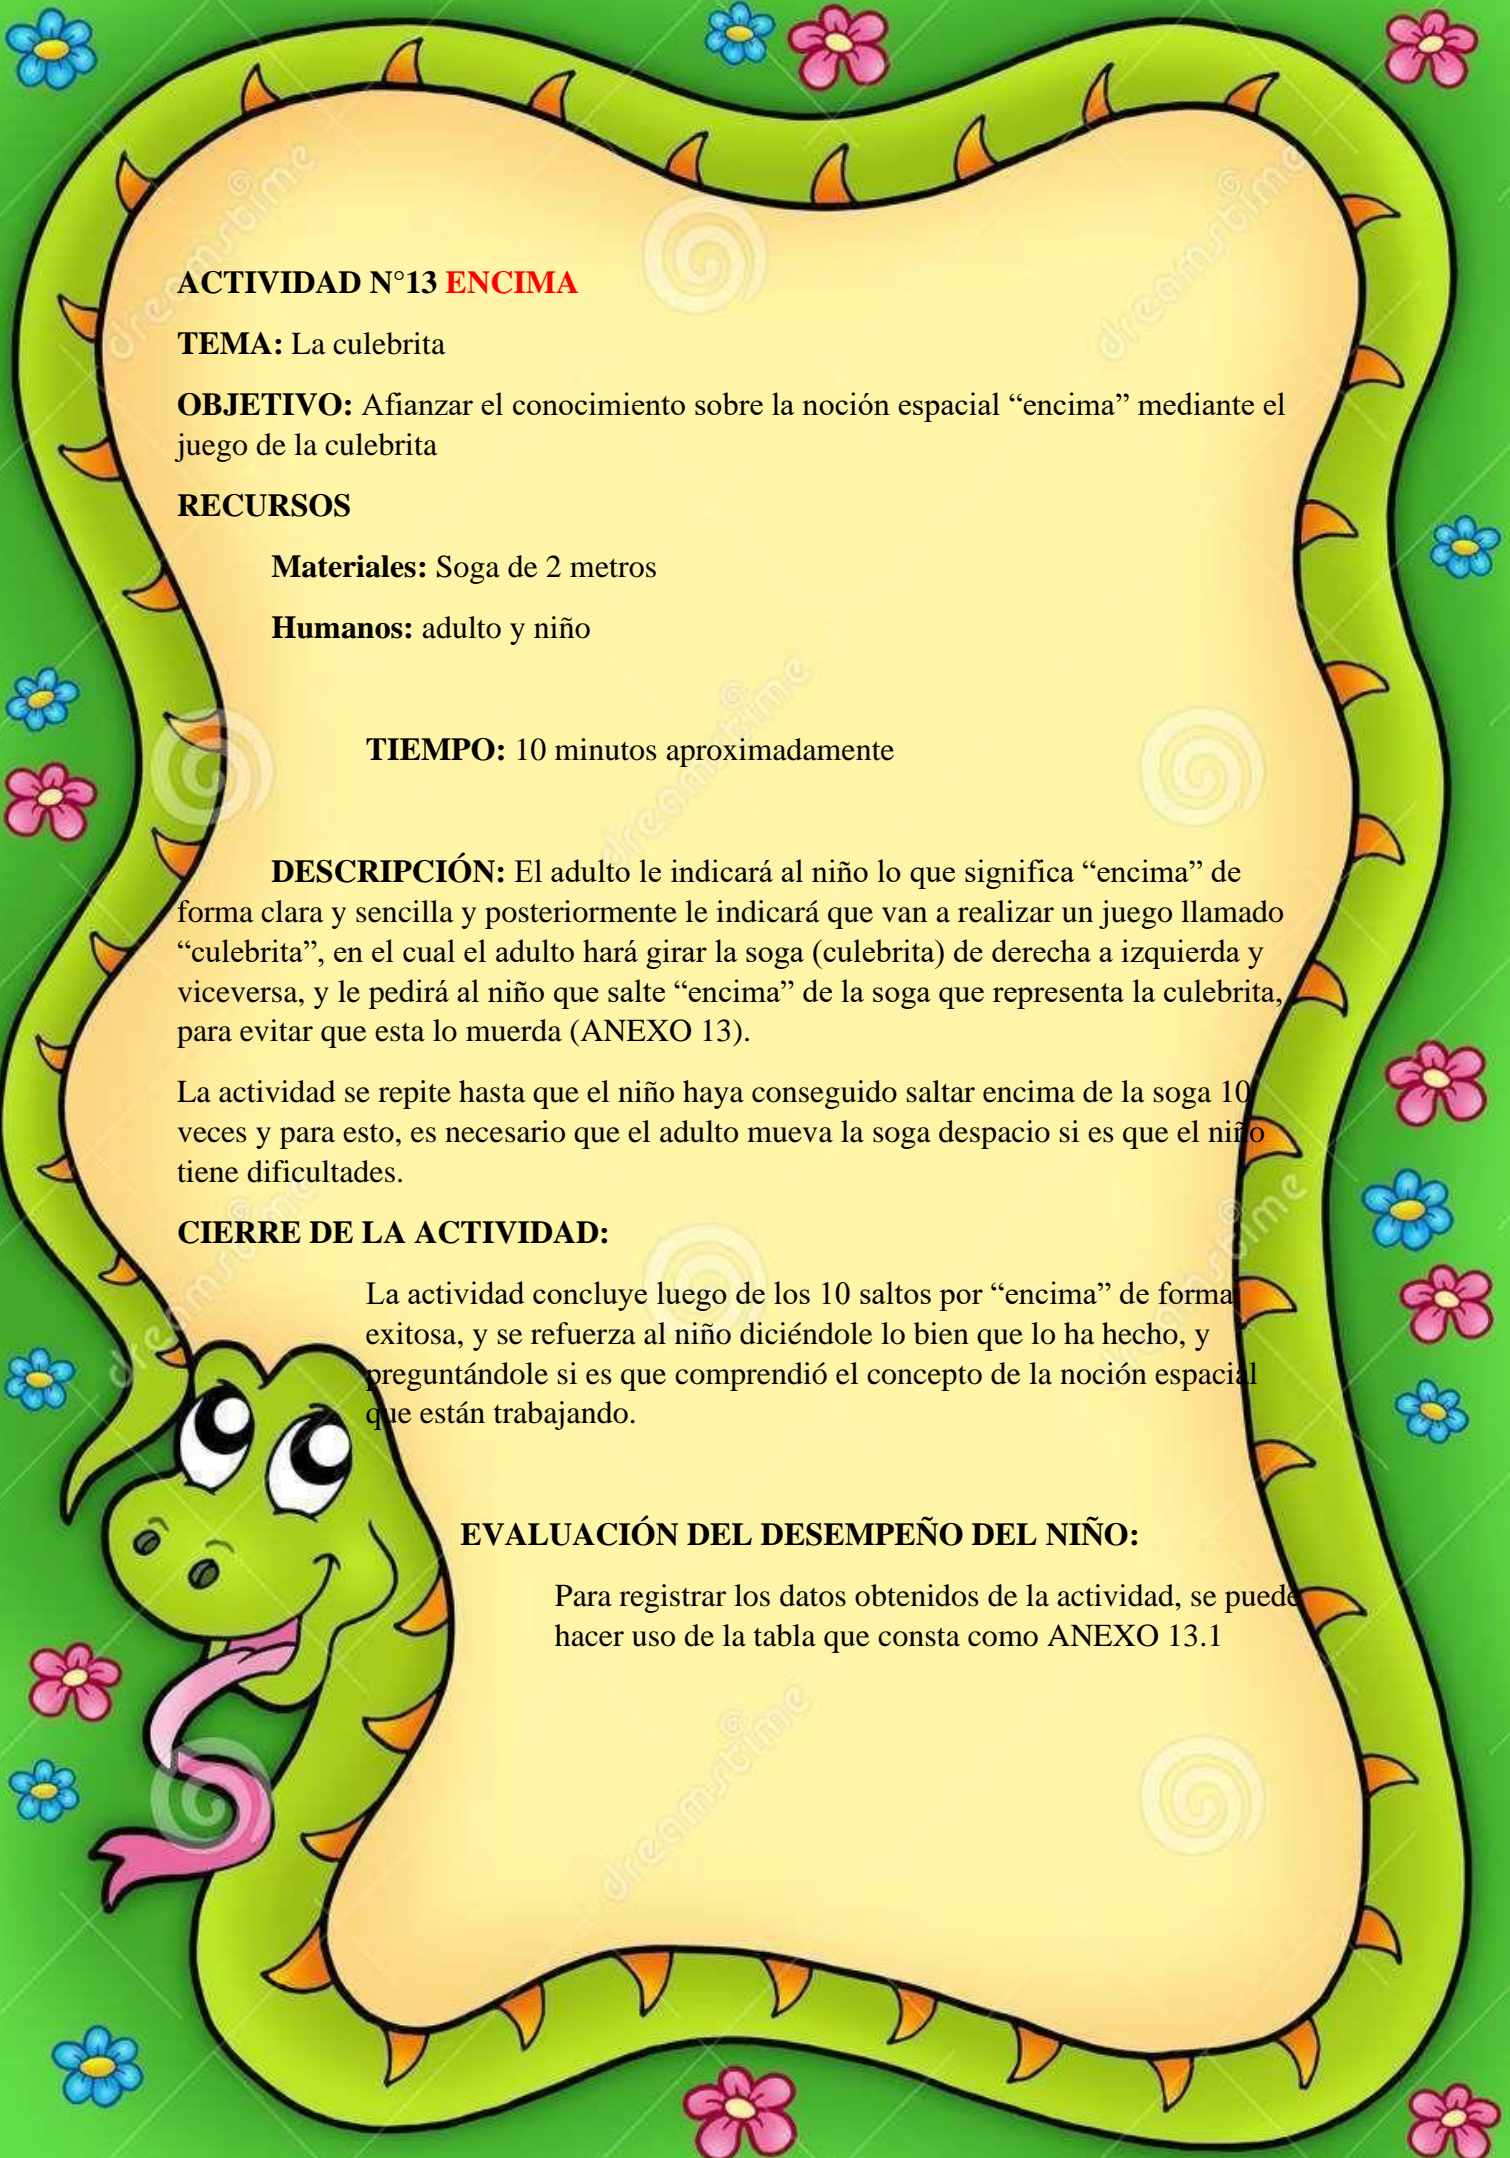 ACTIVIDAD N°13 ENCIMA
TEMA: La culebrita
OBJETIVO: Afianzar el conocimiento sobre la noción espacial “encima” mediante el
juego de la culebrita
RECURSOS
Materiales: Soga de 2 metros
Humanos: adulto y niño
TIEMPO: 10 minutos aproximadamente
DESCRIPCIÓN: El adulto le indicará al niño lo que significa “encima” de
forma clara y sencilla y posteriormente le indicará que van a realizar un juego llamado
“culebrita”, en el cual el adulto hará girar la soga (culebrita) de derecha a izquierda y
viceversa, y le pedirá al niño que salte “encima” de la soga que representa la culebrita,
para evitar que esta lo muerda (ANEXO 13).
La actividad se repite hasta que el niño haya conseguido saltar encima de la soga 10
veces y para esto, es necesario que el adulto mueva la soga despacio si es que el niño
tiene dificultades.
CIERRE DE LA ACTIVIDAD:
La actividad concluye luego de los 10 saltos por “encima” de forma
exitosa, y se refuerza al niño diciéndole lo bien que lo ha hecho, y
preguntándole si es que comprendió el concepto de la noción espacial
que están trabajando.
EVALUACIÓN DEL DESEMPEÑO DEL NIÑO:
Para registrar los datos obtenidos de la actividad, se puede
hacer uso de la tabla que consta como ANEXO 13.1
dreamstime
dreamstime
dreamstime
dreamstime
dreamstime
dreamstime